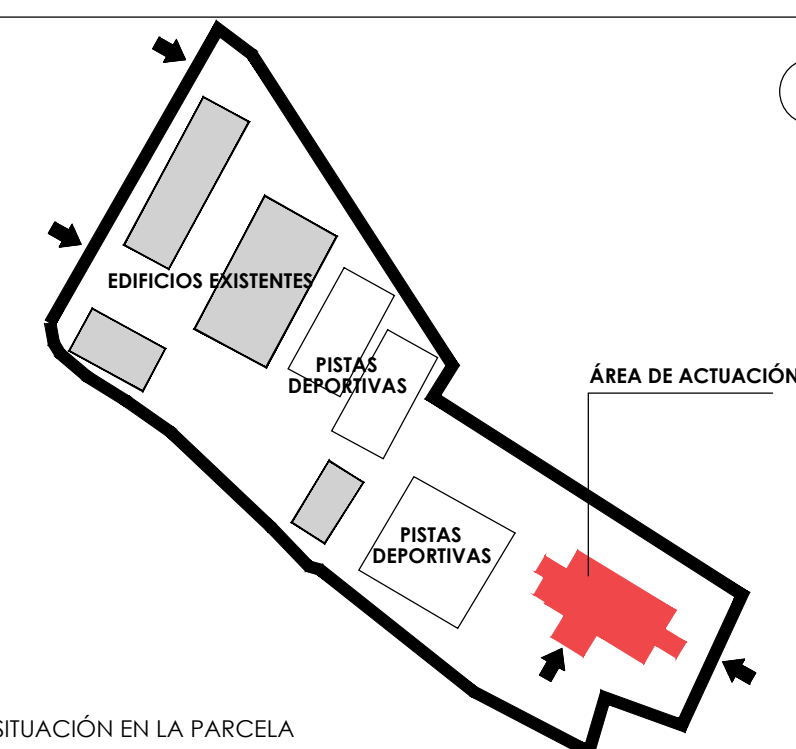 EDIFICIOS EXISTENTES
PISTAS
DEPORTIVAS
ÁREA DE ACTUACIÓN
PISTAS
DEPORTIVAS
SITUACIÓN EN LA PARCELA